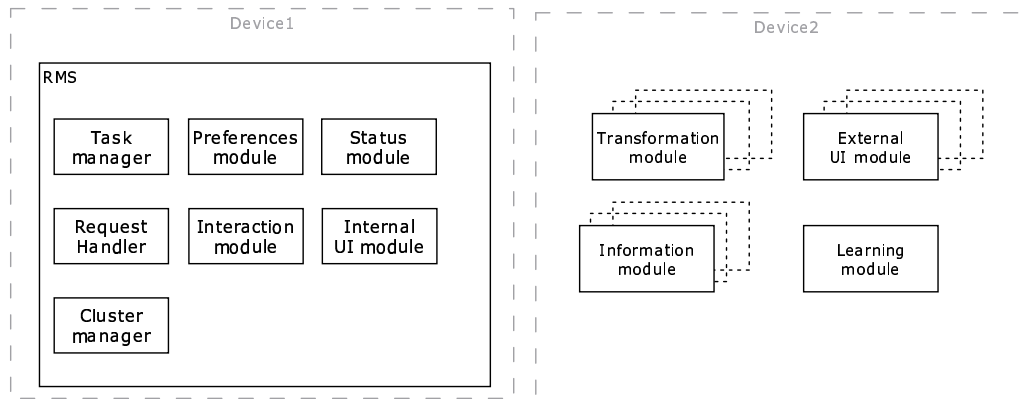 Device1
RMS
Task
manager
Preferences
module
Status
module
Request
Handler
Interaction
module
Internal
UI module
Cluster
manager
Device2
Transformation
module
External
UI module
Information
module
Learning
module